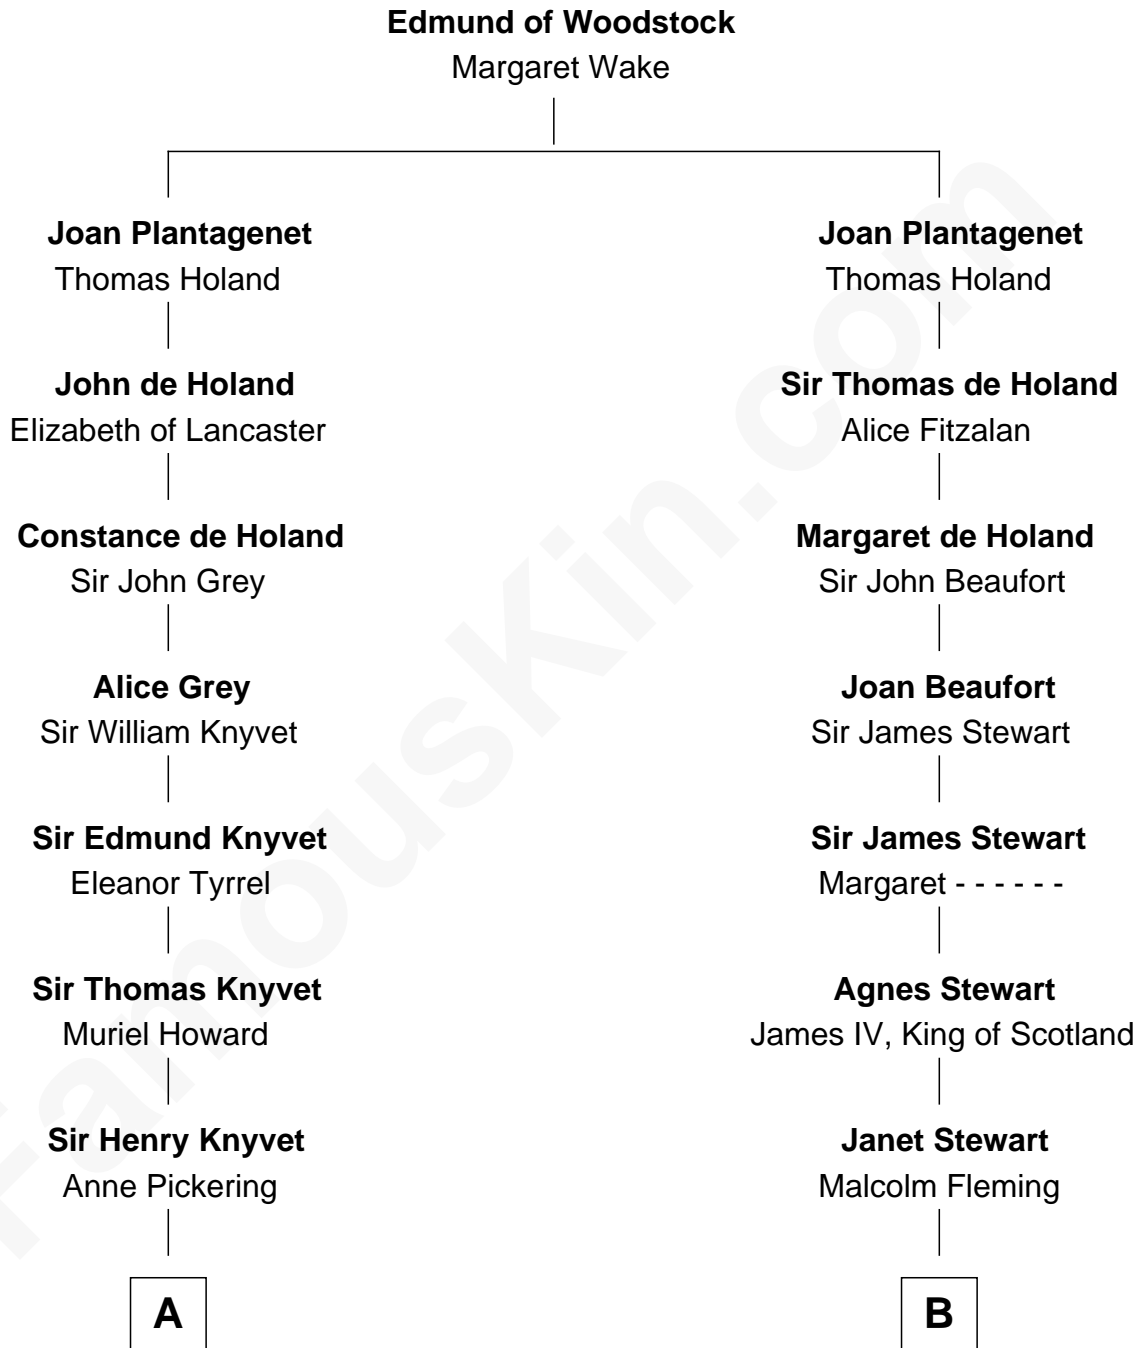 Edmund of Woodstock
Margaret Wake
Joan Plantagenet
Thomas Holand
John de Holand
Elizabeth of Lancaster
Constance de Holand
Sir John Grey
Alice Grey
Sir William Knyvet
Sir Edmund Knyvet
Eleanor Tyrrel
Sir Thomas Knyvet
Muriel Howard
Sir Henry Knyvet
Anne Pickering
A
Joan Plantagenet
Thomas Holand
Sir Thomas de Holand
Alice Fitzalan
Margaret de Holand
Sir John Beaufort
Joan Beaufort
Sir James Stewart
Sir James Stewart
Margaret - - - - - -
Agnes Stewart
James IV, King of Scotland
Janet Stewart
Malcolm Fleming
B
FamousKin.com